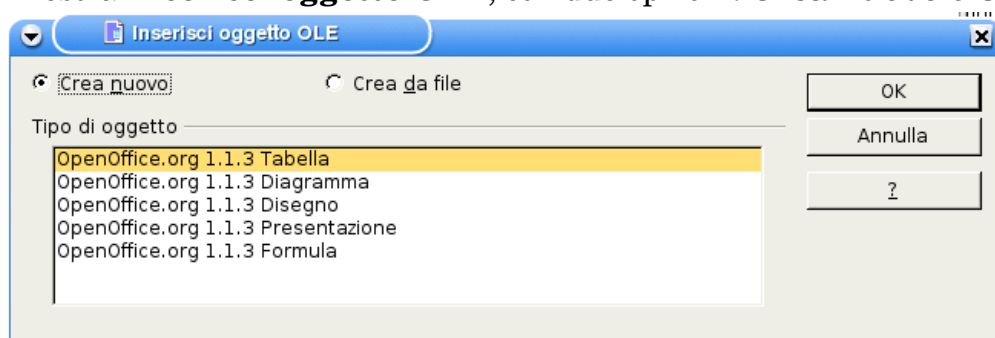 Inserisci oggetto OLE
Crea nuovo
Crea da file
OK
Tipo di oggetto
Annulla
OpenOffice.org 1.1.3 Tabella
OpenOffice.org 1.1.3 Diagramma
?
OpenOffice.org 1.1.3 Disegno
OpenOffice.org 1.1.3 Presentazione
OpenOffice.org 1.1.3 Formula